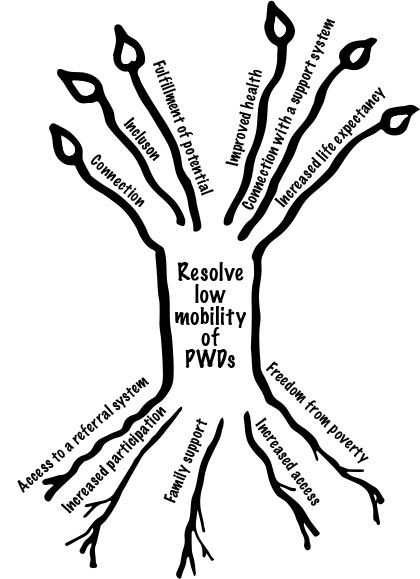 Connection
Incluson
Fulfillment of potential
Improved health
Connection with a support system
Increased life expectancy
Resolve
low
mobility
of
PWDs
Access to a referral system
Increased participation
Family support
Increased access
Freedom from poverty